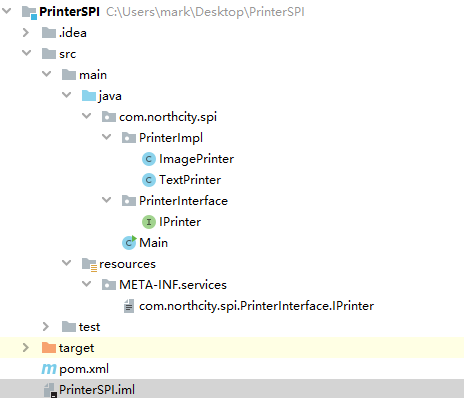 PrinterSPI C:\Users\mark\Desktop\PrinterSPI
.idea
src
main
java
com.northcity.spi
PrinterImpl
ImagePrinter
TextPrinter
PrinterInterface
IPrinter
Main
resources
META-INF.services
com.northcity.spi.PrinterInterface.IPrinter
test
target
pom.xml
PrinterSPI.iml